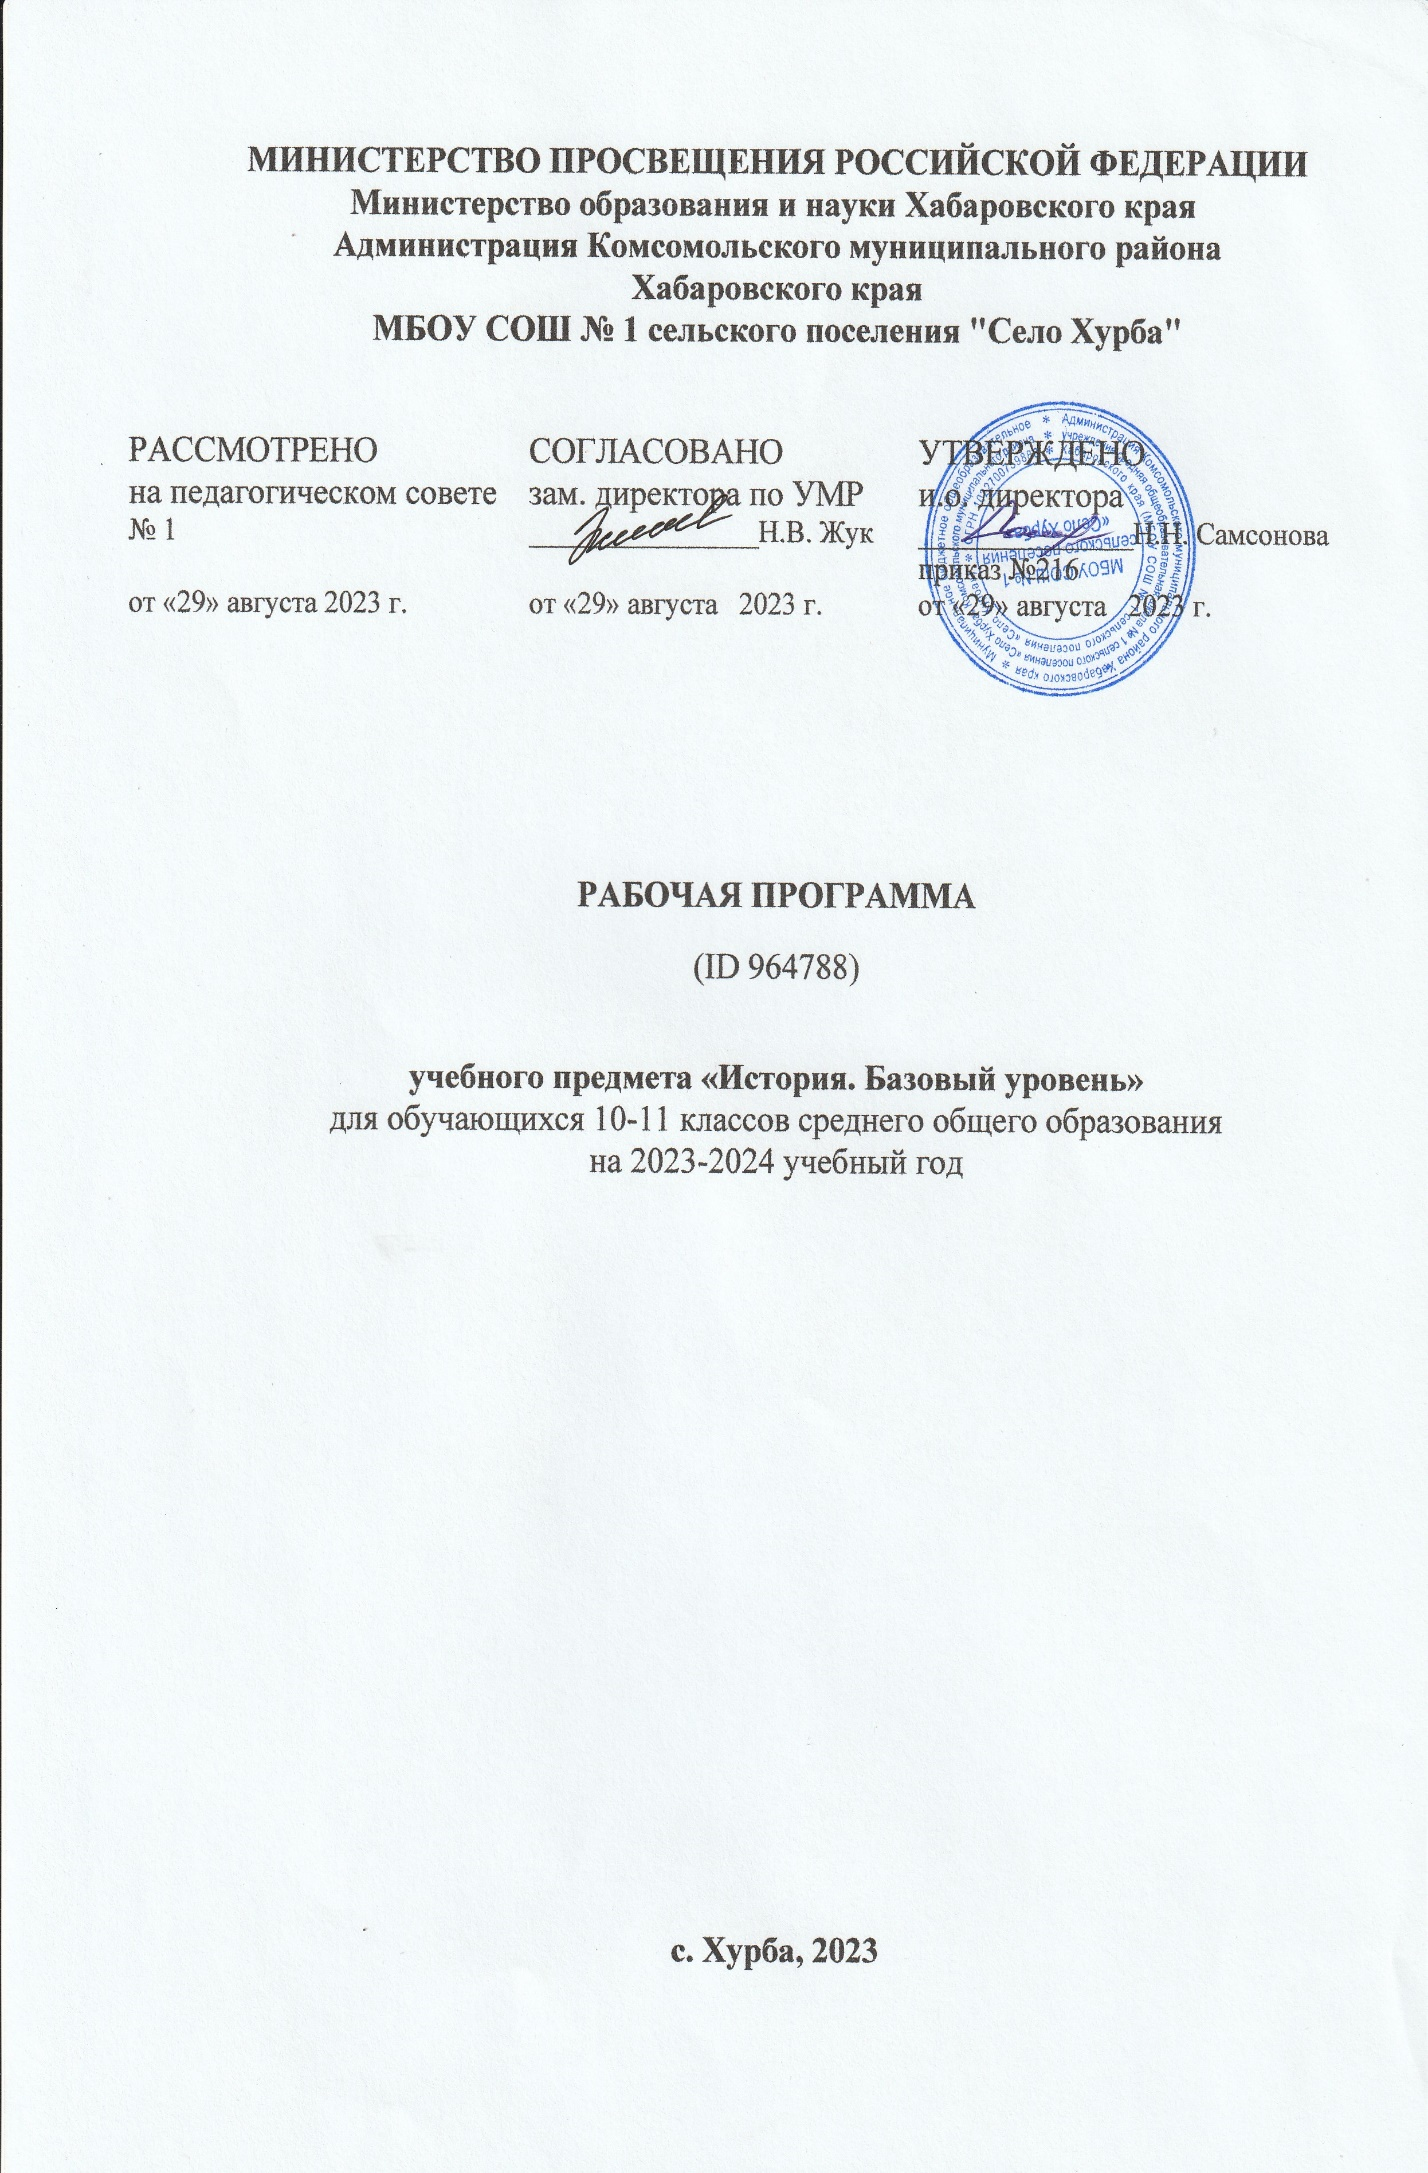 МИНИСТЕРСТВО ПРОСВЕЩЕНИЯ РОССИЙСКОЙ ФЕДЕРАЦИИ
Министерство образования и науки Хабаровского края
Администрация Комсомольского муниципального района
Хабаровского края
МБОУ СОШ № 1 сельского поселения "Село Хурба"
РАССМОТРЕНО
на педагогическом совете
№ 1
от «29» августа 2023 г.
СОГЛАСОВАНО
зам. директора по УМР
Н.В. Жук
от «29» августа 2023 г.
УТВЕРЖДЕНО
и.о. директора
Н.Н. Самсонова
приказ №216
от «29» августа 2023 г.
РАБОЧАЯ ПРОГРАММА
(ID 964788)
учебного предмета «История. Базовый уровень»
для обучающихся 10-11 классов среднего общего образования
на 2023-2024 учебный год
с. Хурба, 2023